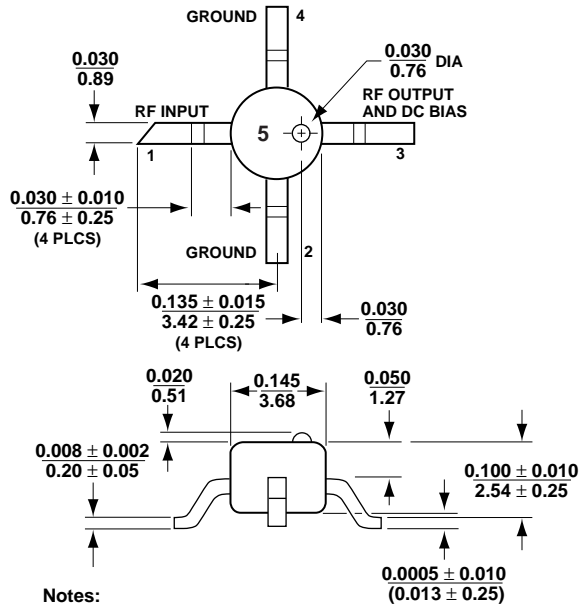 GROUND 4
0.030
0.89
0.030
0.76 DIA
RF INPUT
RF OUTPUT
AND DC BIAS
5
1
3
0.030 ± 0.010
0.76 ± 0.25
(4 PLCS)
GROUND 2
0.135 ± 0.015
3.42 ± 0.25
(4 PLCS)
0.030
0.76
0.020
0.51
0.145
3.68
0.050
1.27
0.008 ± 0.002
0.20 ± 0.05
0.100 ± 0.010
2.54 ± 0.25
0.0005 ± 0.010
(0.013 ± 0.25)
Notes: